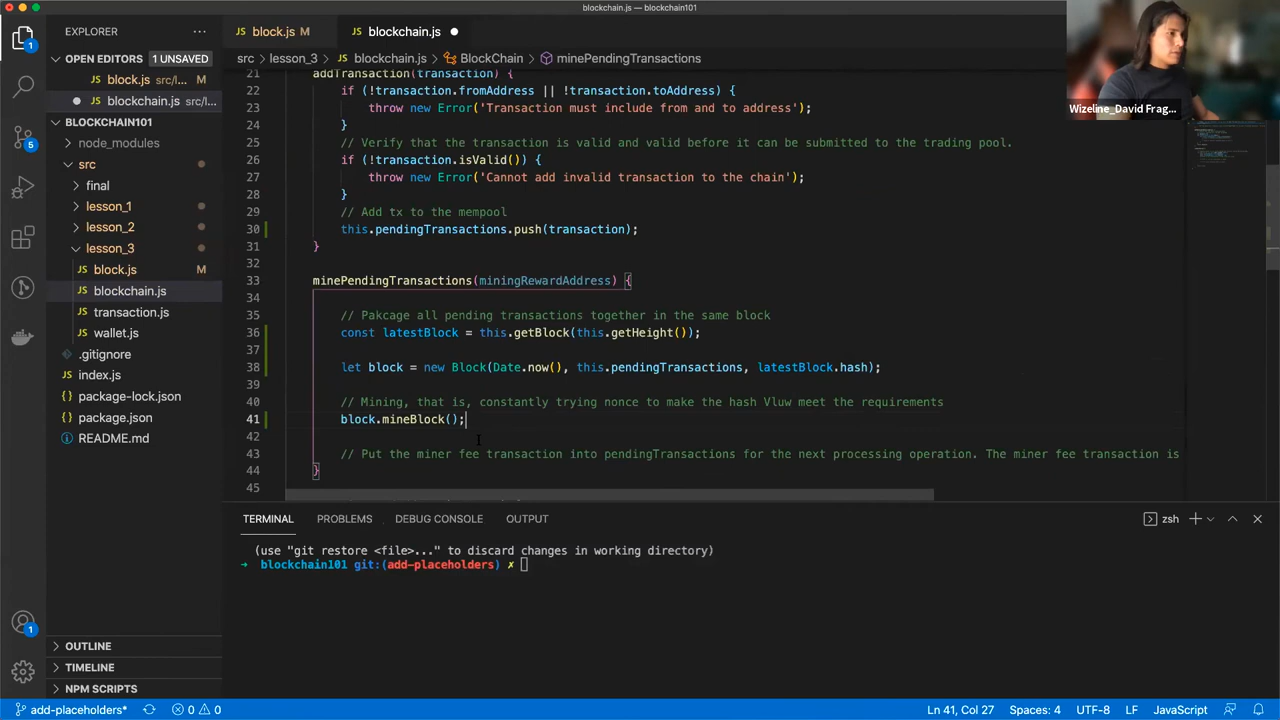 blockchain.js — blockchain101
EXPLORER
···
JS block.js M
JS blockchain.js
OPEN EDITORS
1 UNSAVED
JS block.js src/l... M
JS blockchain.js src/...
BLOCKCHAIN101
node_modules
src
final
lesson_1
lesson_2
lesson_3
JS block.js M
JS blockchain.js
JS transaction.js
JS wallet.js
.gitignore
JS index.js
package-lock.json
package.json
README.md
OUTLINE
TIMELINE
NPM SCRIPTS
1
5
1
src > lesson_3 > JS blockchain.js > BlockChain > minePendingTransactions
21 addTransaction(transaction) {
22 if (!transaction.fromAddress || !transaction.toAddress) {
23 throw new Error('Transaction must include from and to address');
24 }
25 // Verify that the transaction is valid and valid before it can be submitted to the trading pool.
26 if (!transaction.isValid()) {
27 throw new Error('Cannot add invalid transaction to the chain');
28 }
29 // Add tx to the mempool
30 this.pendingTransactions.push(transaction);
31 }
32
33 minePendingTransactions(miningRewardAddress) {
34
35 // Pakcage all pending transactions together in the same block
36 const latestBlock = this.getBlock(this.getHeight());
37
38 let block = new Block(Date.now(), this.pendingTransactions, latestBlock.hash);
39
40 // Mining, that is, constantly trying nonce to make the hash Vluw meet the requirements
41 block.mineBlock();
42
43 // Put the miner fee transaction into pendingTransactions for the next processing operation. The miner fee transaction is
44 }
45
Wizeline_David Frag...
TERMINAL PROBLEMS DEBUG CONSOLE OUTPUT
zsh
(use "git restore <file>..." to discard changes in working directory)
➜ blockchain101 git:(add-placeholders) ✗
add-placeholders* 0 0
Ln 41, Col 27 Spaces: 4 UTF-8 LF JavaScript